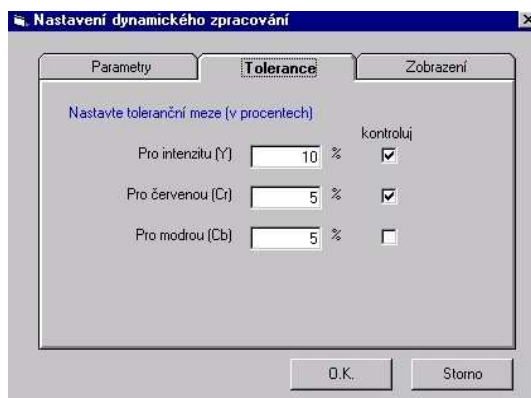 Nastavení dynamického zpracování
Parametry Tolerance Zobrazení
Nastavte toleranční meze (v procentech)
kontroluj
Pro intenzitu (Y) 10 %
Pro červenou (Cr) 5 %
Pro modrou (Cb) 5 %
O.K. Storno